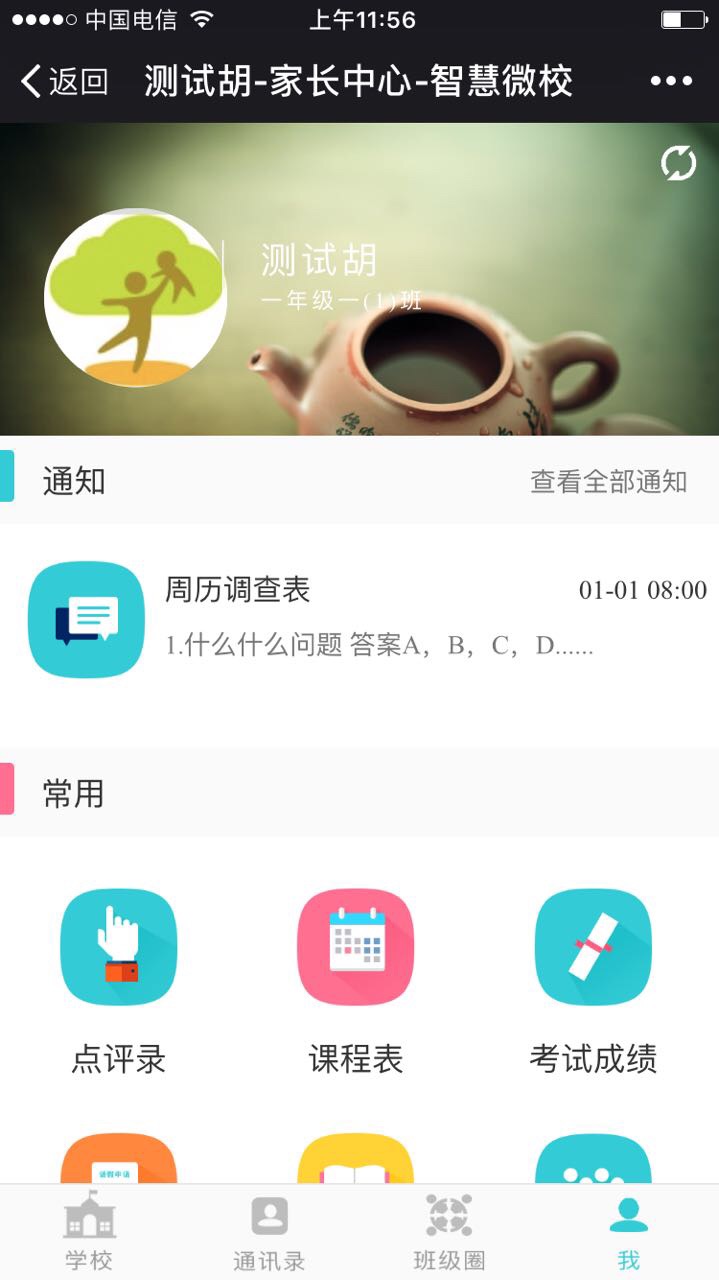 中国电信 上午11:56
返回 测试胡-家长中心-智慧微校
测试胡
一年级一(1)班
通知 查看全部通知
周历调查表 01-01 08:00
1.什么什么问题 答案A，B，C，D......
常用
点评录 课程表 考试成绩
请假申请
学校 通讯录 班级圈 我